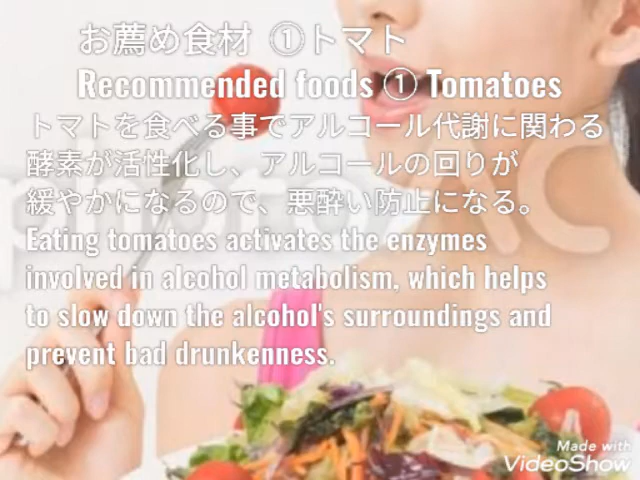 お薦め食材 ①トマト
Recommended foods ① Tomatoes
トマトを食べる事でアルコール代謝に関わる
酵素が活性化し、アルコールの回りが
緩やかになるので、悪酔い防止になる。
Eating tomatoes activates the enzymes
involved in alcohol metabolism, which helps
to slow down the alcohol's surroundings and
prevent bad drunkenness.
Made with
VideoShow